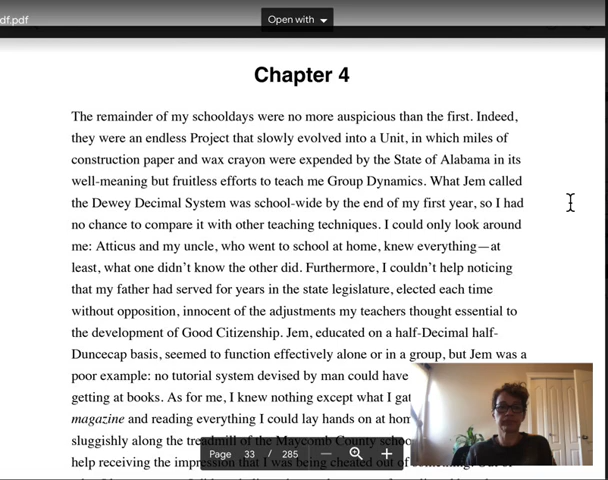 df.pdf
Open with
Chapter 4
The remainder of my schooldays were no more auspicious than the first. Indeed,
they were an endless Project that slowly evolved into a Unit, in which miles of
construction paper and wax crayon were expended by the State of Alabama in its
well-meaning but fruitless efforts to teach me Group Dynamics. What Jem called
the Dewey Decimal System was school-wide by the end of my first year, so I had
no chance to compare it with other teaching techniques. I could only look around
me: Atticus and my uncle, who went to school at home, knew everything—at
least, what one didn’t know the other did. Furthermore, I couldn’t help noticing
that my father had served for years in the state legislature, elected each time
without opposition, innocent of the adjustments my teachers thought essential to
the development of Good Citizenship. Jem, educated on a half-Decimal half-
Duncecap basis, seemed to function effectively alone or in a group, but Jem was a
poor example: no tutorial system devised by man could have
getting at books. As for me, I knew nothing except what I
magazine and reading everything I could lay hands on at
sluggishly along the treadmill of the Maycomb County
help receiving the impression that I was being cheated out of
Page 33 / 285